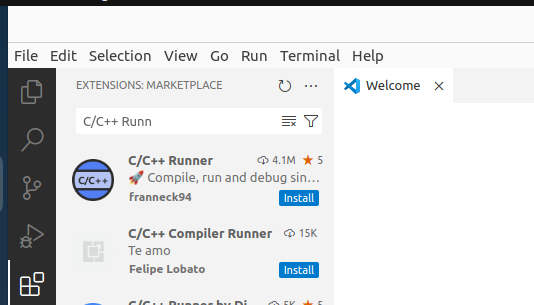 File Edit Selection View Go Run Terminal Help
EXTENSIONS: MARKETPLACE
Welcome
C/C++ Runn
C/C++ Runner 4.1M ★ 5
C/C++
🚀 Compile, run and debug sin...
franneck94 Install
C/C++ Compiler Runner 15K
Te amo
Felipe Lobato Install